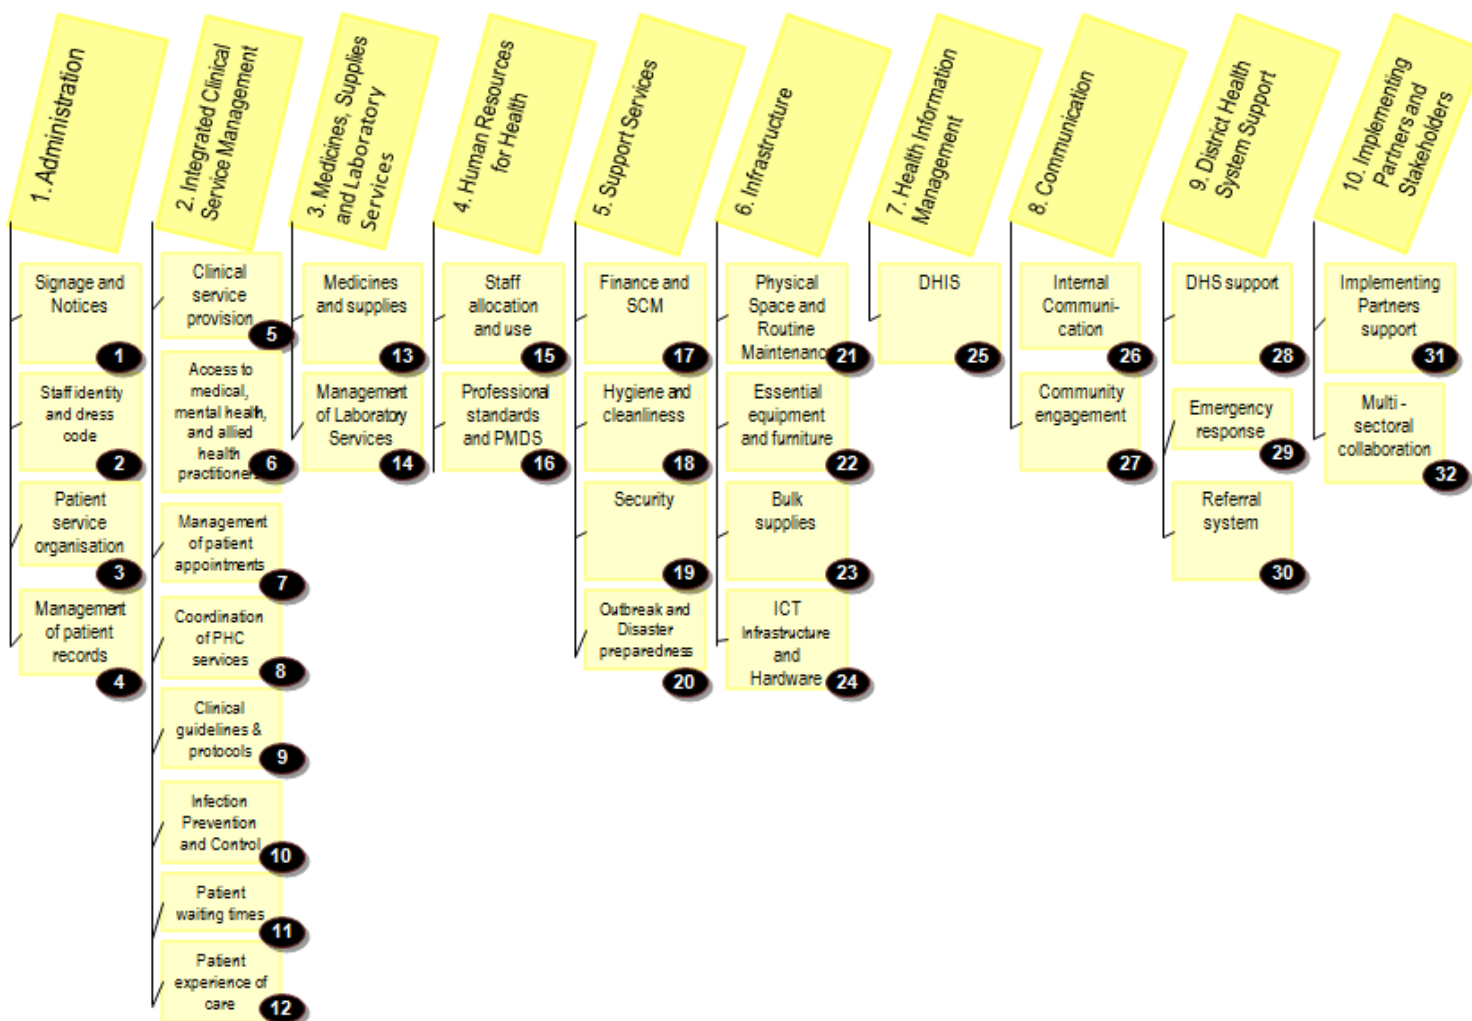 1. Administration
Signage and
Notices
1
Staff identity
and dress
code
2
Patient
service
organisation
3
Management
of patient
records
4
2. Integrated Clinical
Service Management
Clinical
service
provision
5
Access to
medical,
mental health,
and allied
health
practitioners
6
Management
of patient
appointments
7
Coordination
of PHC
services
8
Clinical
guidelines &
protocols
9
Infection
Prevention
and Control
10
Patient
waiting times
11
Patient
experience of
care
12
3. Medicines, Supplies
and Laboratory
Services
Medicines
and supplies
13
Management
of Laboratory
Services
14
4. Human Resources
for Health
Staff
allocation
and use
15
Professional
standards
and PMDS
16
5. Support Services
Finance and
SCM
17
Hygiene and
cleanliness
18
Security
19
Outbreak and
Disaster
preparedness
20
6. Infrastructure
Physical
Space and
Routine
Maintenance
21
Essential
equipment
and furniture
22
Bulk
supplies
23
ICT
Infrastructure
and
Hardware
24
7. Health Information
Management
DHIS
25
8. Communication
Internal
Communi-
cation
26
Community
engagement
27
9. District Health
System Support
DHS support
28
Emergency
response
29
Referral
system
30
10. Implementing
Partners and
Stakeholders
Implementing
Partners
support
31
Multi -
sectoral
collaboration
32